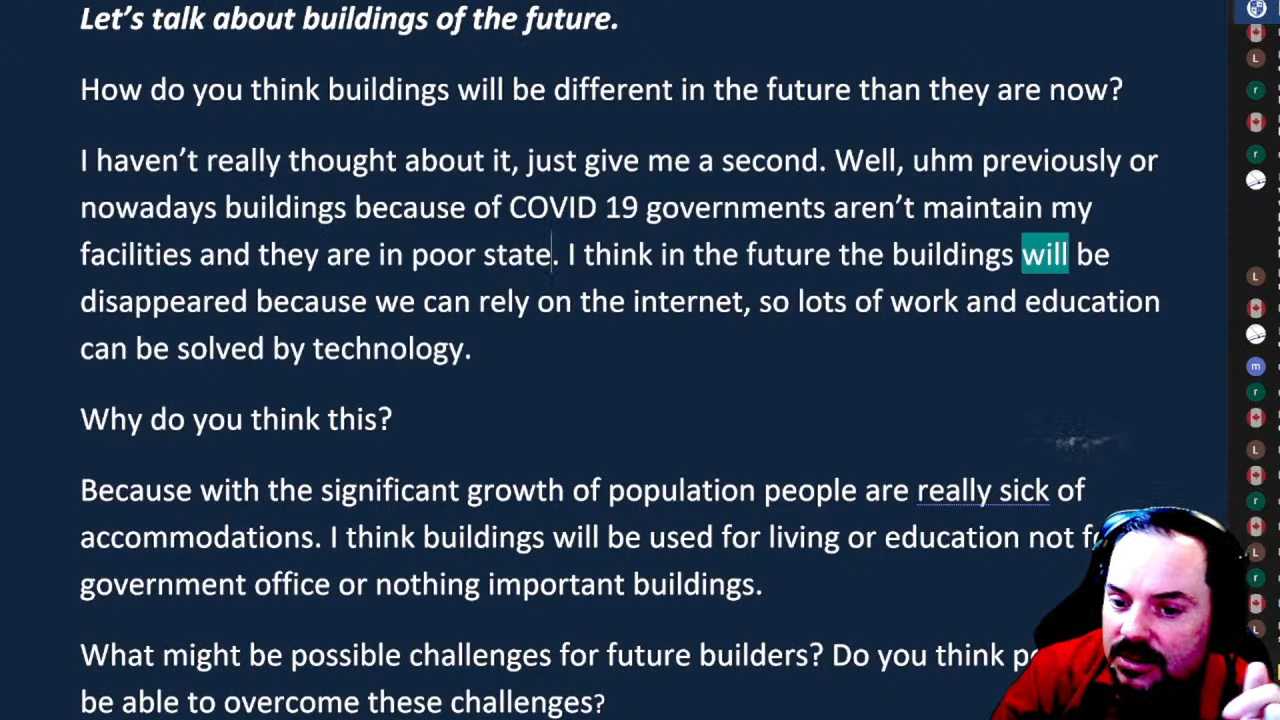 Let's talk about buildings of the future.
How do you think buildings will be different in the future than they are now?
I haven't really thought about it, just give me a second. Well, uhm previously or
nowadays buildings because of COVID 19 governments aren't maintain my
facilities and they are in poor state. I think in the future the buildings will be
disappeared because we can rely on the internet, so lots of work and education
can be solved by technology.
Why do you think this?
Because with the significant growth of population people are really sick of
accommodations. I think buildings will be used for living or education not
government office or nothing important buildings.
What might be possible challenges for future builders? Do you think
be able to overcome these challenges?
L
r
r
L
m
r
L
r
L
r
L